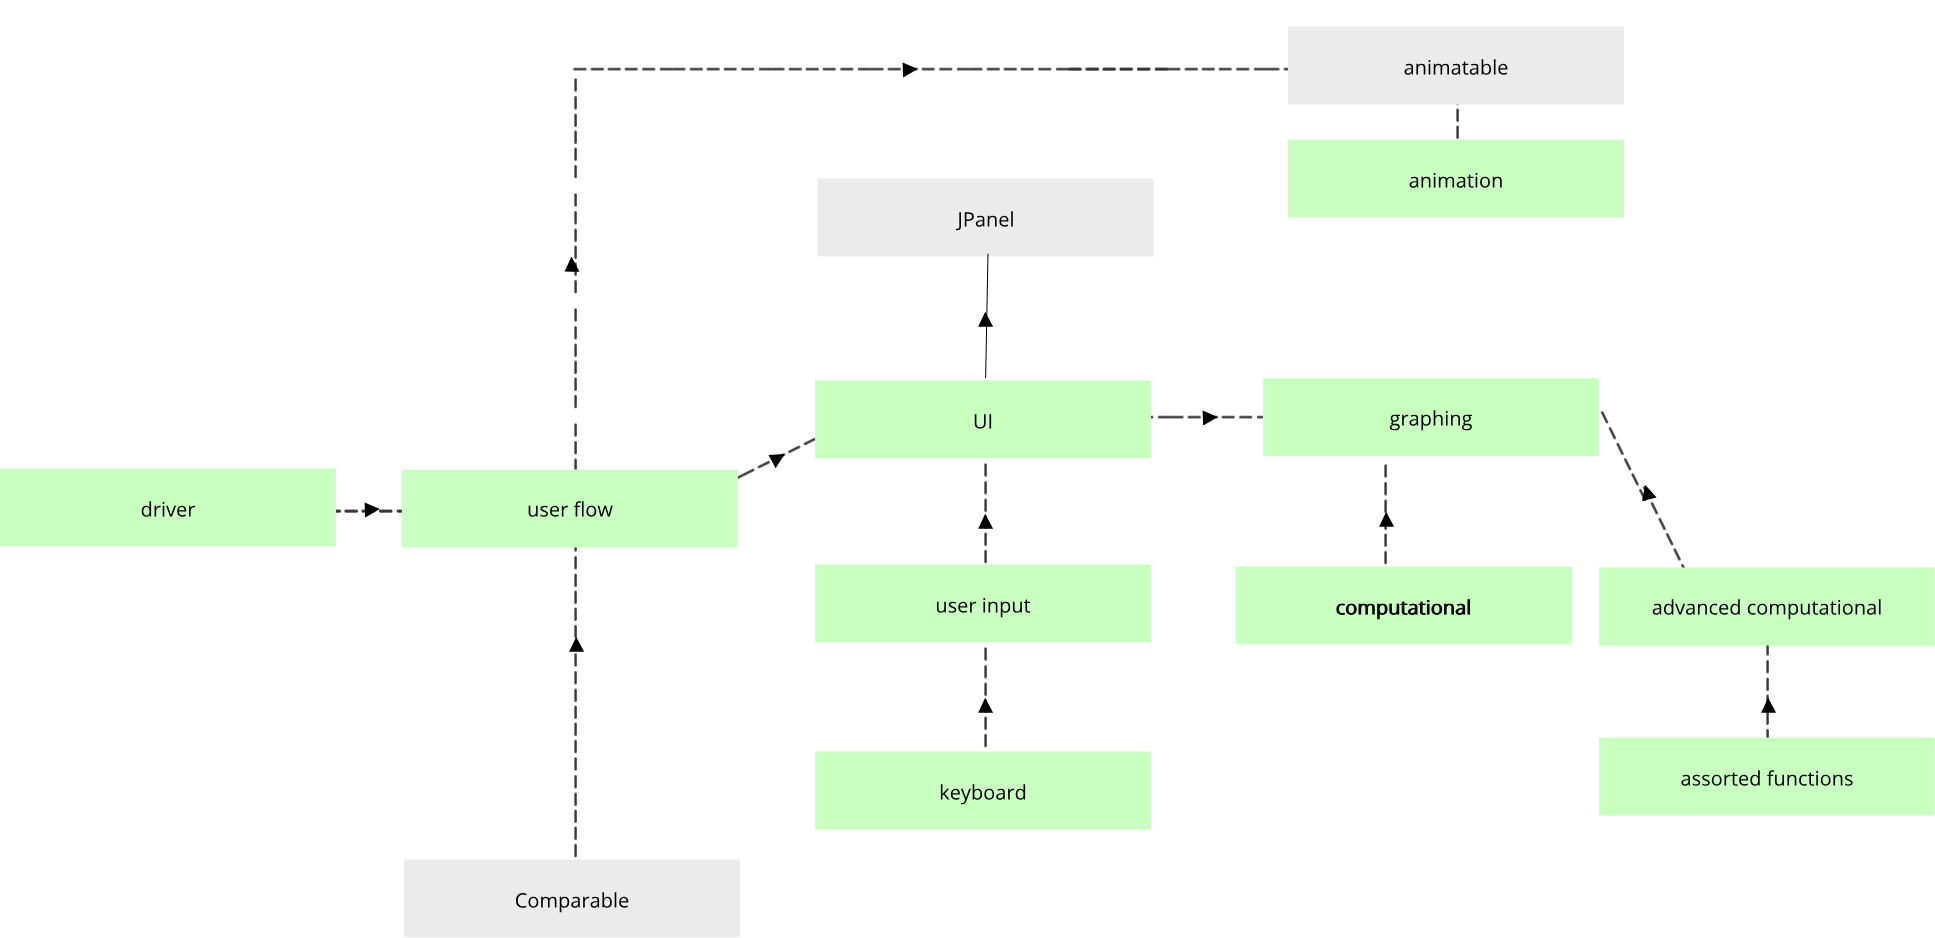 animatable
animation
JPanel
UI
graphing
driver
user flow
user input
computational
advanced computational
keyboard
assorted functions
Comparable